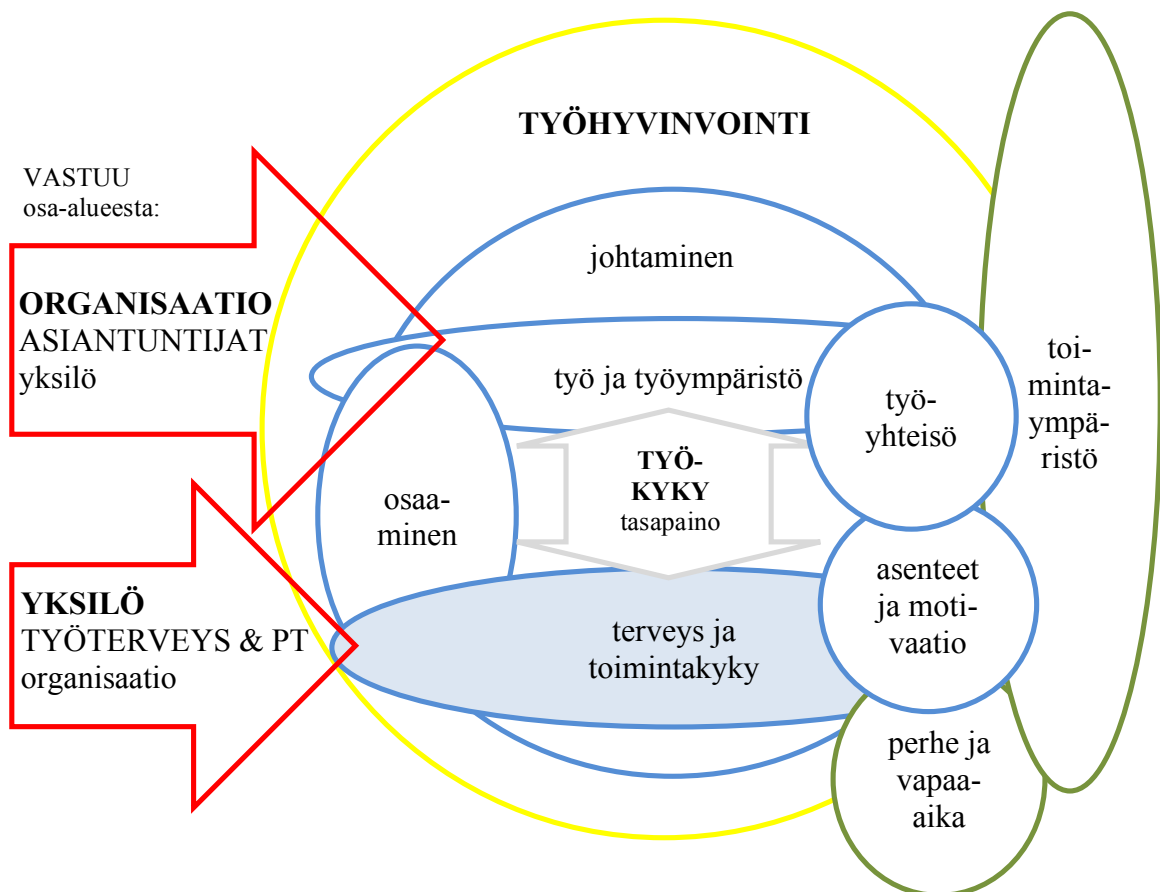 TYÖHYVINVOINTI
VASTUU
osa-alueesta:
johtaminen
ORGANISAATIO
ASIANTUNTIJAT
yksilö
työ ja työympäristö
työ-
yhteisö
toi-
minta-
ympä-
ristö
TYÖ-
KYKY
tasapaino
osaa-
minen
asenteet
ja moti-
vaatio
YKSILÖ
TYÖTERVEYS & PT
organisaatio
terveys ja
toimintakyky
perhe ja
vapaa-
aika